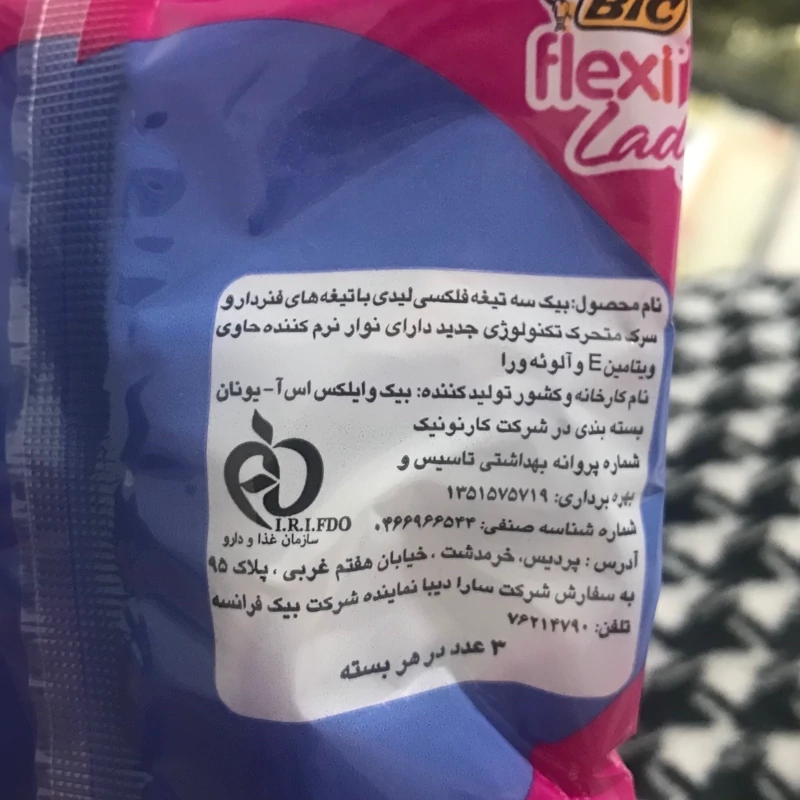 BIC
flexi
Lady
نام محصول: بیک سه تیغه فلکسی لیدی با تیغه های فنردار و
سرک متحرک تکنولوژی جدید دارای نوار نرم کننده حاوی
ویتامین E و آلوئه ورا
نام کارخانه و کشور تولید کننده: بیک وایلکس اس آ - یونان
بسته بندی در شرکت کارنونیک
شماره پروانه بهداشتی تاسیس و
بهره برداری: ۱۳۵۱۵۷۵۷۱۹
شماره شناسه صنفی: ۰۴۶۶۹۶۶۵۴۴
I.R.I.FDO
سازمان غذا و دارو
آدرس : پردیس، خرمدشت ، خیابان هفتم غربی ، پلاک ۹۵
به سفارش شرکت سارا دیبا نماینده شرکت بیک فرانسه
تلفن: ۷۶۲۱۴۷۹۰
۳ عدد در هر بسته